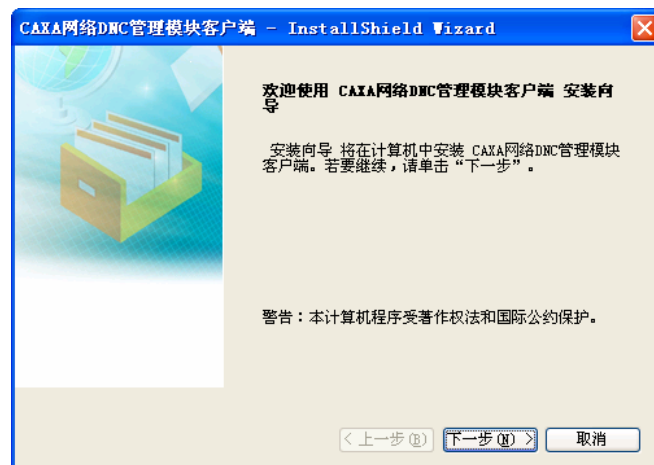 CAXA网络DNC管理模块客户端 - InstallShield Wizard
欢迎使用 CAXA网络DNC管理模块客户端 安装向
导
安装向导 将在计算机中安装 CAXA网络DNC管理模块
客户端。若要继续，请单击“下一步”。
警告：本计算机程序受著作权法和国际公约保护。
< 上一步(B) 下一步(N) > 取消